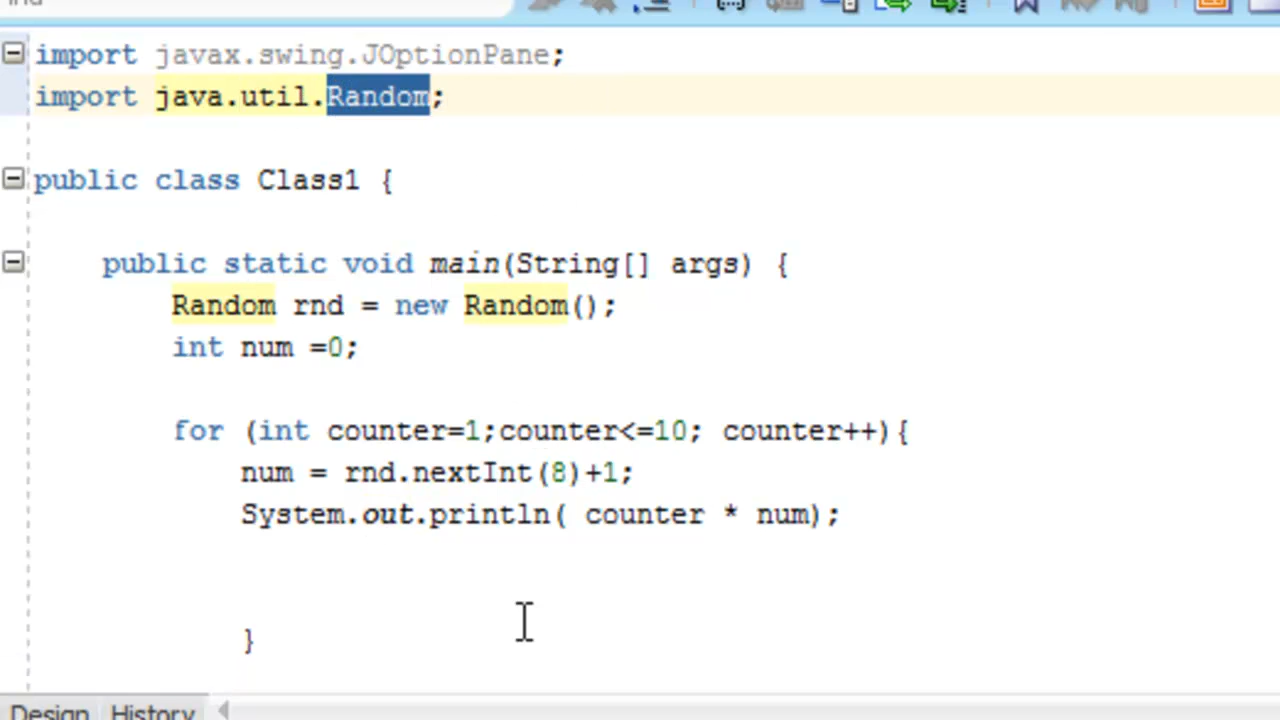 import javax.swing.JOptionPane;
import java.util.Random;
public class Class1 {
public static void main(String[] args) {
Random rnd = new Random();
int num =0;
for (int counter=1;counter<=10; counter++){
num = rnd.nextInt(8)+1;
System.out.println( counter * num);
}
Design History